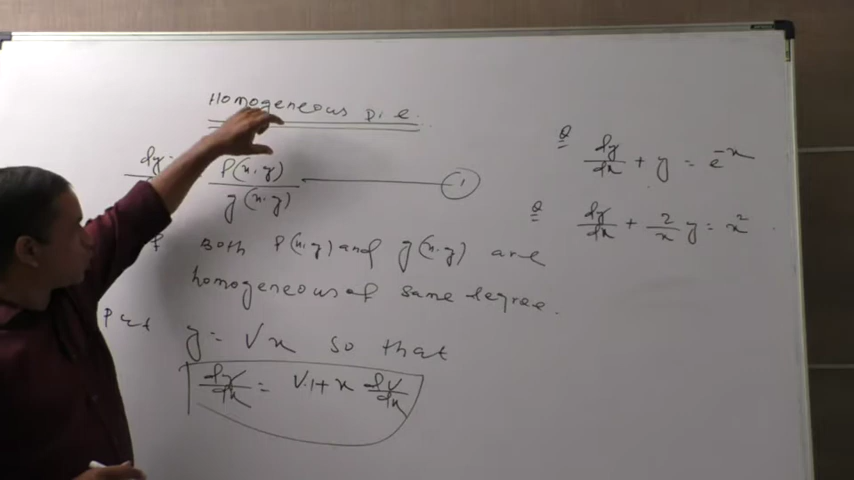 Homogeneous D.E.
dy = f(x,y) / g(x,y) ——— (1)
if both f(x,y) and g(x,y) are
homogeneous of same degree.
Put y = Vx so that
dy/dx = V.1 + x dV/dx
Q dy/dx + y = e^-x
Q dy/dx + 2/x y = x^2